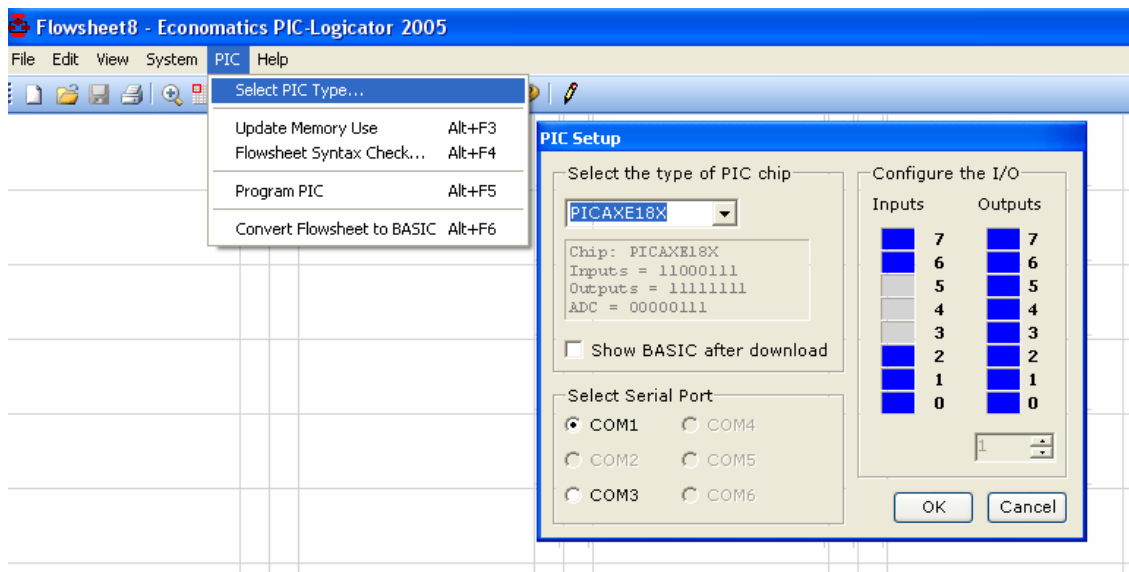 Flowsheet8 - Economatics PIC-Logicator 2005
File Edit View System PIC Help
Select PIC Type...
Update Memory Use Alt+F3
Flowsheet Syntax Check... Alt+F4
Program PIC Alt+F5
Convert Flowsheet to BASIC Alt+F6
PIC Setup
Select the type of PIC chip
PICAXE18X
Chip: PICAXE18X
Inputs = 11000111
Outputs = 11111111
ADC = 00000111
Show BASIC after download
Select Serial Port
COM1 COM4
COM2 COM5
COM3 COM6
Configure the I/O
Inputs Outputs
7 7
6 6
5 5
4 4
3 3
2 2
1 1
0 0
1
OK Cancel